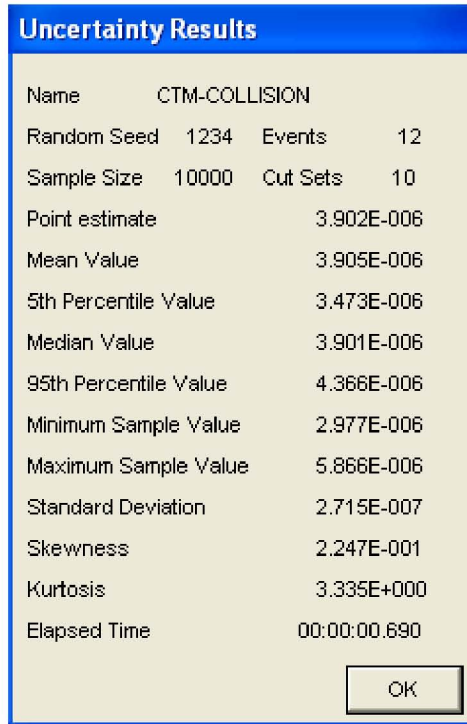 Uncertainty Results
Name CTM-COLLISION
Random Seed 1234 Events 12
Sample Size 10000 Cut Sets 10
Point estimate 3.902E-006
Mean Value 3.905E-006
5th Percentile Value 3.473E-006
Median Value 3.901E-006
95th Percentile Value 4.366E-006
Minimum Sample Value 2.977E-006
Maximum Sample Value 5.866E-006
Standard Deviation 2.715E-007
Skewness 2.247E-001
Kurtosis 3.335E+000
Elapsed Time 00:00:00.690
OK